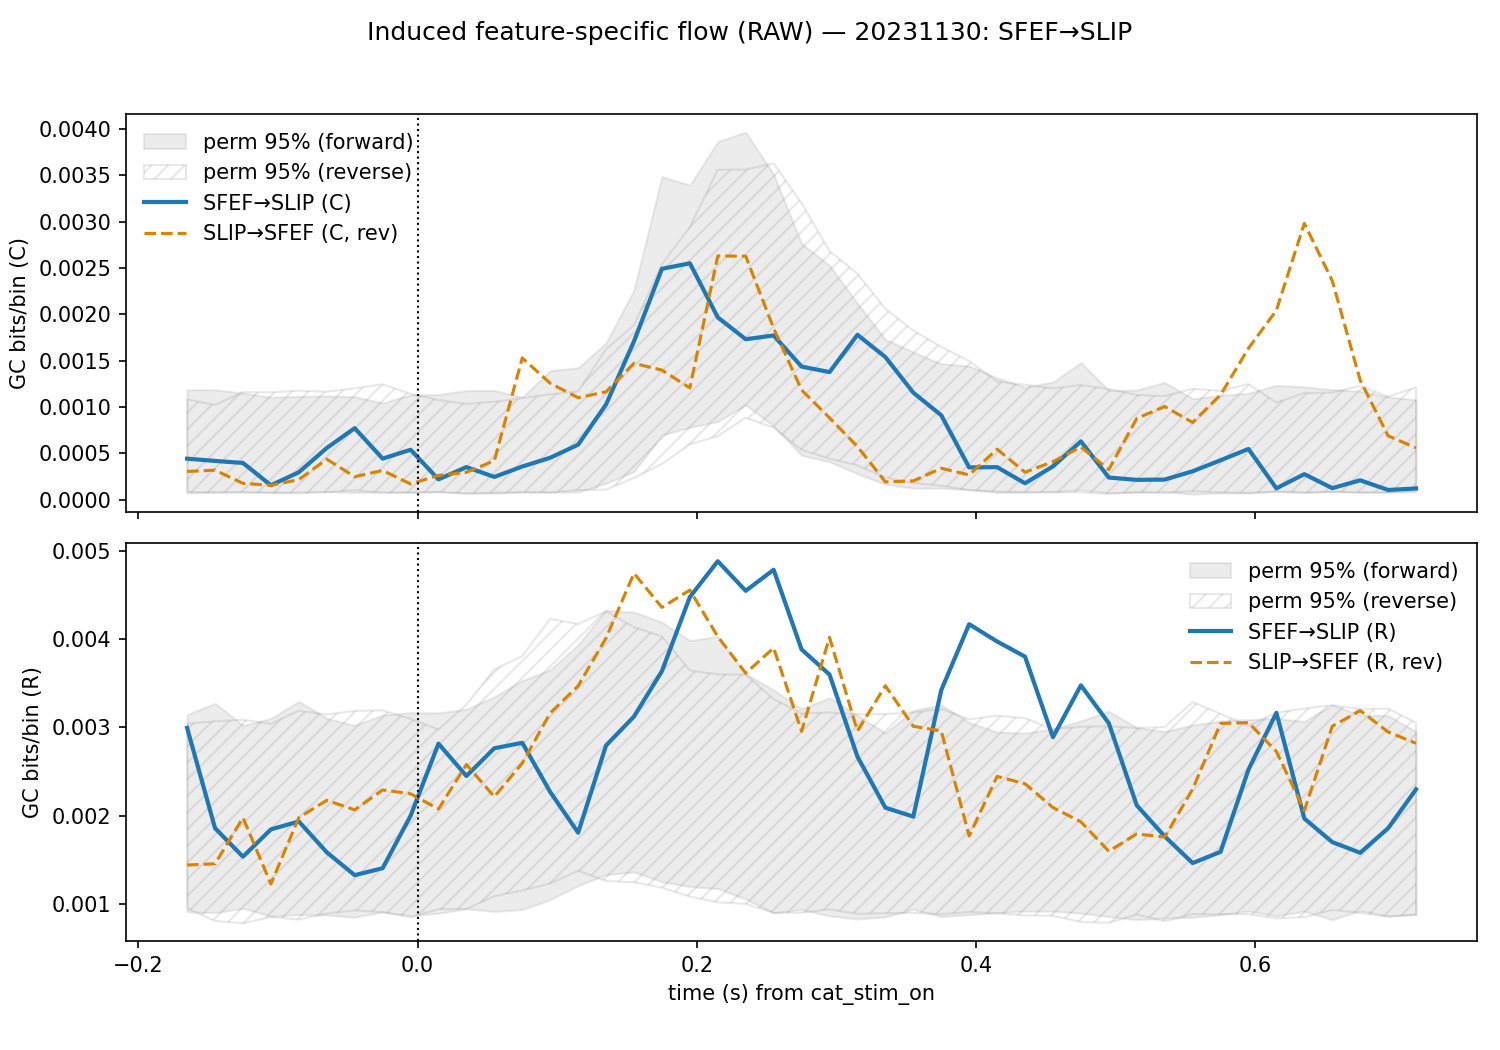 Induced feature-specific flow (RAW) — 20231130: SFEF→SLIP
GC bits/bin (C)
0.0040
0.0035
0.0030
0.0025
0.0020
0.0015
0.0010
0.0005
0.0000
perm 95% (forward)
perm 95% (reverse)
SFEF→SLIP (C)
SLIP→SFEF (C, rev)
GC bits/bin (R)
0.005
0.004
0.003
0.002
0.001
perm 95% (forward)
perm 95% (reverse)
SFEF→SLIP (R)
SLIP→SFEF (R, rev)
−0.2 0.0 0.2 0.4 0.6
time (s) from cat_stim_on